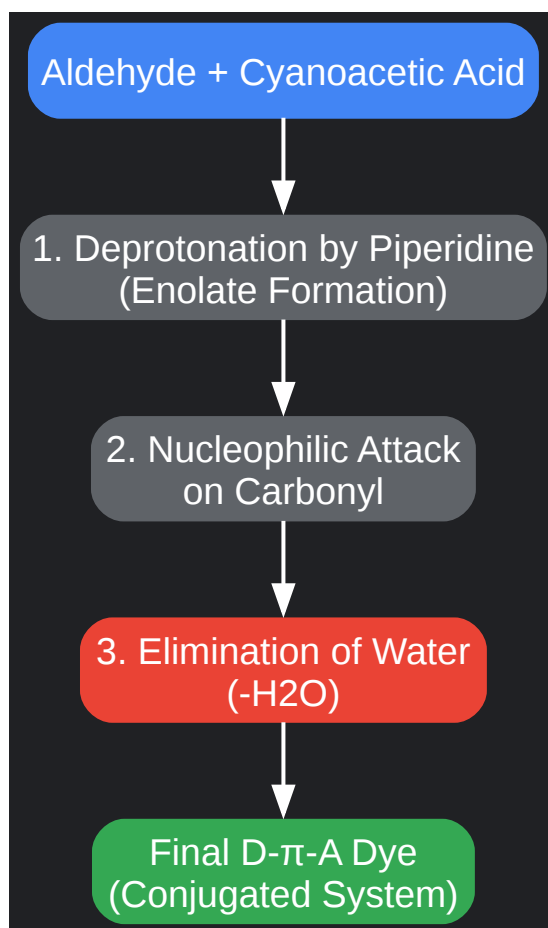 Aldehyde + Cyanoacetic Acid
1. Deprotonation by Piperidine
(Enolate Formation)
2. Nucleophilic Attack
on Carbonyl
3. Elimination of Water
(-H2O)
Final D-π-A Dye
(Conjugated System)